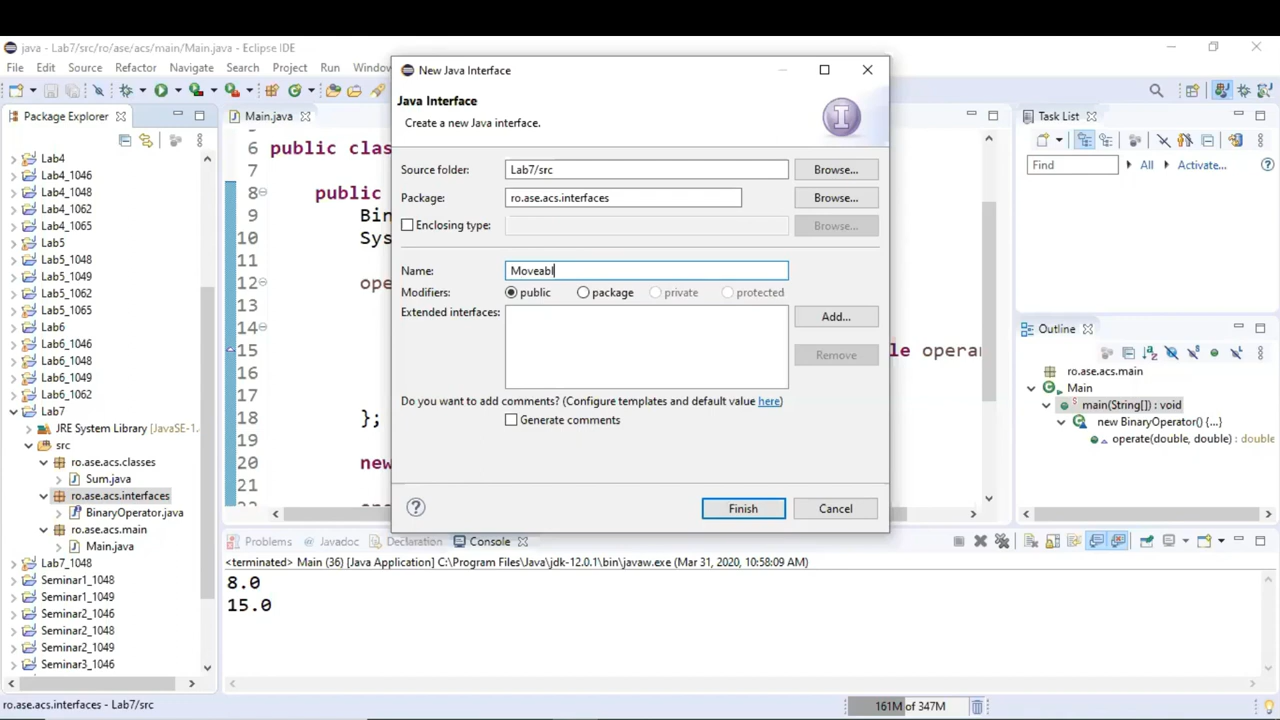 java - Lab7/src/ro/ase/acs/main/Main.java - Eclipse IDE
File Edit Source Refactor Navigate Search Project Run Window
Package Explorer
Lab4
Lab4_1046
Lab4_1048
Lab4_1062
Lab4_1065
Lab5
Lab5_1048
Lab5_1049
Lab5_1062
Lab5_1065
Lab6
Lab6_1046
Lab6_1048
Lab6_1049
Lab6_1062
Lab7
JRE System Library [JavaSE-1.
src
ro.ase.acs.classes
Sum.java
ro.ase.acs.interfaces
BinaryOperator.java
ro.ase.acs.main
Main.java
Lab7_1048
Seminar1_1048
Seminar1_1049
Seminar2_1046
Seminar2_1048
Seminar2_1049
Seminar3_1046
Main.java
6 public clas
7
8 public
9 Bin
10 Sys
11
12 ope
13
14
15 le opera
16
17
18 };
19
20 new
21
New Java Interface
Java Interface
Create a new Java interface.
Source folder: Lab7/src Browse...
Package: ro.ase.acs.interfaces Browse...
Enclosing type: Browse...
Name: Moveabl
Modifiers: public package private protected
Extended interfaces: Add...
Remove
Do you want to add comments? (Configure templates and default value here)
Generate comments
Finish Cancel
Task List
Find All Activate...
Outline
ro.ase.acs.main
Main
main(String[]) : void
new BinaryOperator() {...}
operate(double, double) : double
Problems Javadoc Declaration Console
<terminated> Main (36) [Java Application] C:\Program Files\Java\jdk-12.0.1\bin\javaw.exe (Mar 31, 2020, 10:58:09 AM)
8.0
15.0
ro.ase.acs.interfaces - Lab7/src
161M of 347M